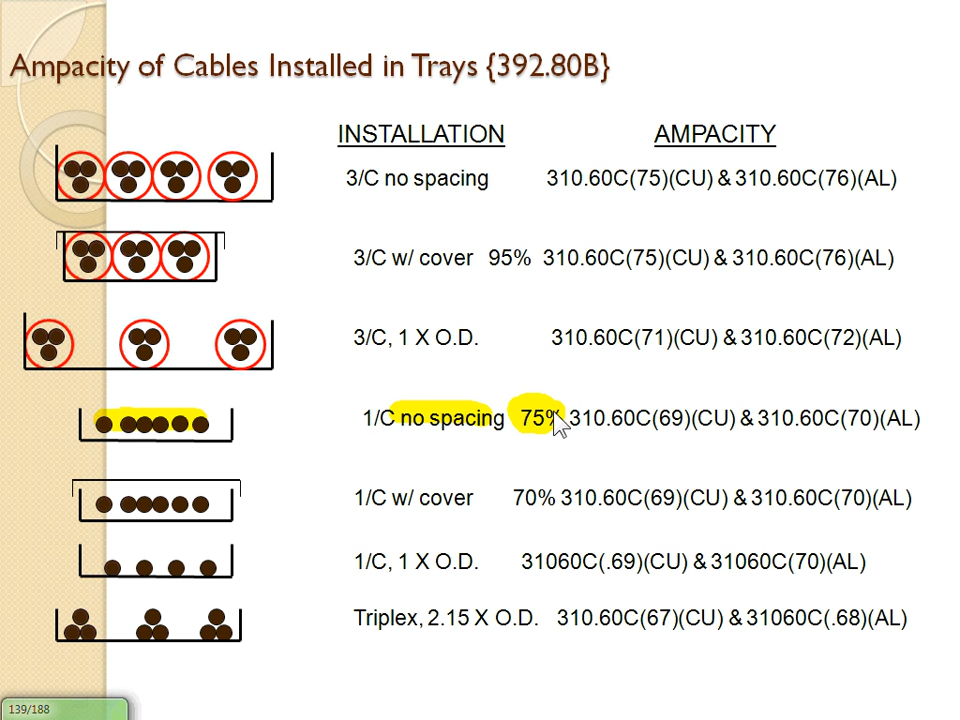 Ampacity of Cables Installed in Trays {392.80B}
INSTALLATION AMPACITY
3/C no spacing 310.60C(75)(CU) & 310.60C(76)(AL)
3/C w/ cover 95% 310.60C(75)(CU) & 310.60C(76)(AL)
3/C, 1 X O.D. 310.60C(71)(CU) & 310.60C(72)(AL)
1/C no spacing 75% 310.60C(69)(CU) & 310.60C(70)(AL)
1/C w/ cover 70% 310.60C(69)(CU) & 310.60C(70)(AL)
1/C, 1 X O.D. 31060C(.69)(CU) & 31060C(70)(AL)
Triplex, 2.15 X O.D. 310.60C(67)(CU) & 31060C(.68)(AL)
139/188